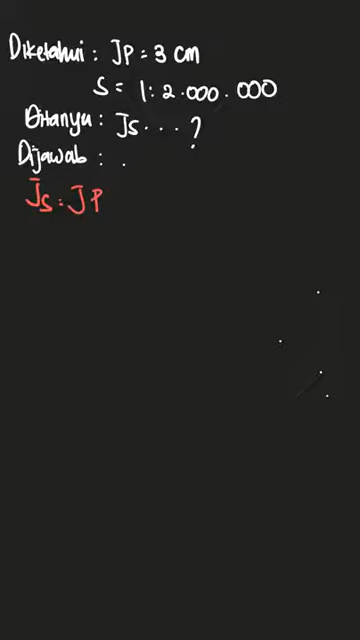 Diketahui : JP = 3 cm
S = 1 : 2.000.000
Ditanya : JS . . . ?
Dijawab : .
JS = JP